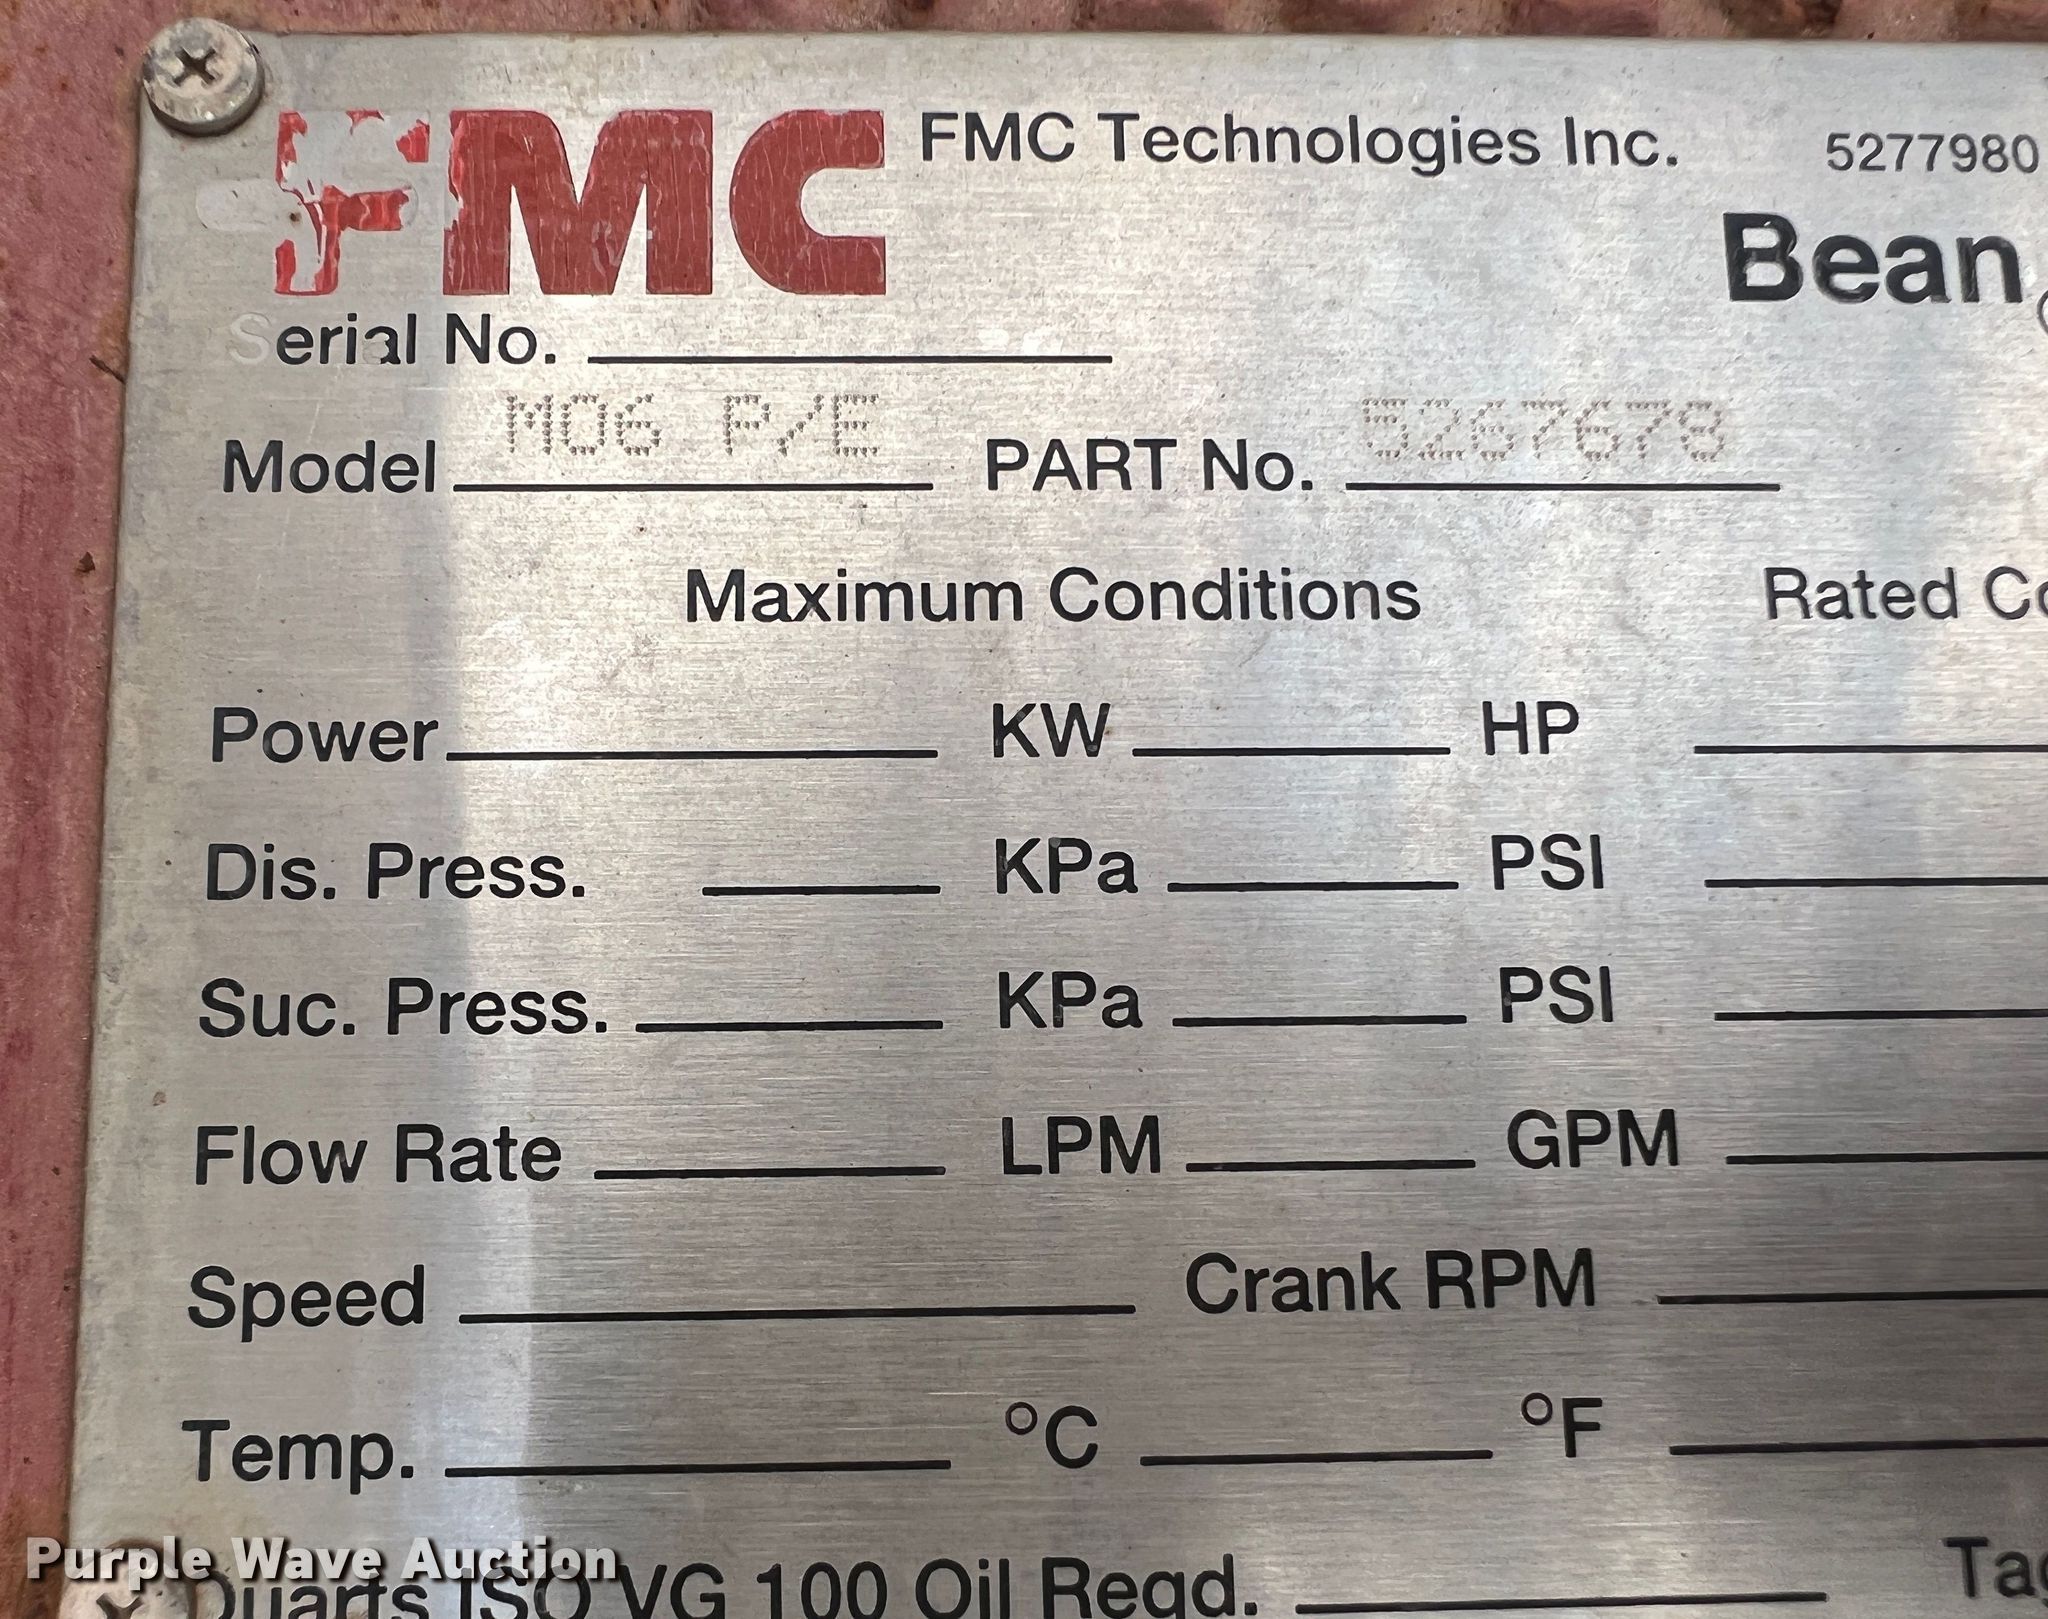 FMC FMC Technologies Inc. 5277980
Bean
Serial No.
Model M06 P/E PART No. 5267678
Maximum Conditions Rated Co
Power KW HP
Dis. Press. KPa PSI
Suc. Press. KPa PSI
Flow Rate LPM GPM
Speed Crank RPM
Temp. °C °F
Quarts ISO VG 100 Oil Reqd. Tag
Purple Wave Auction